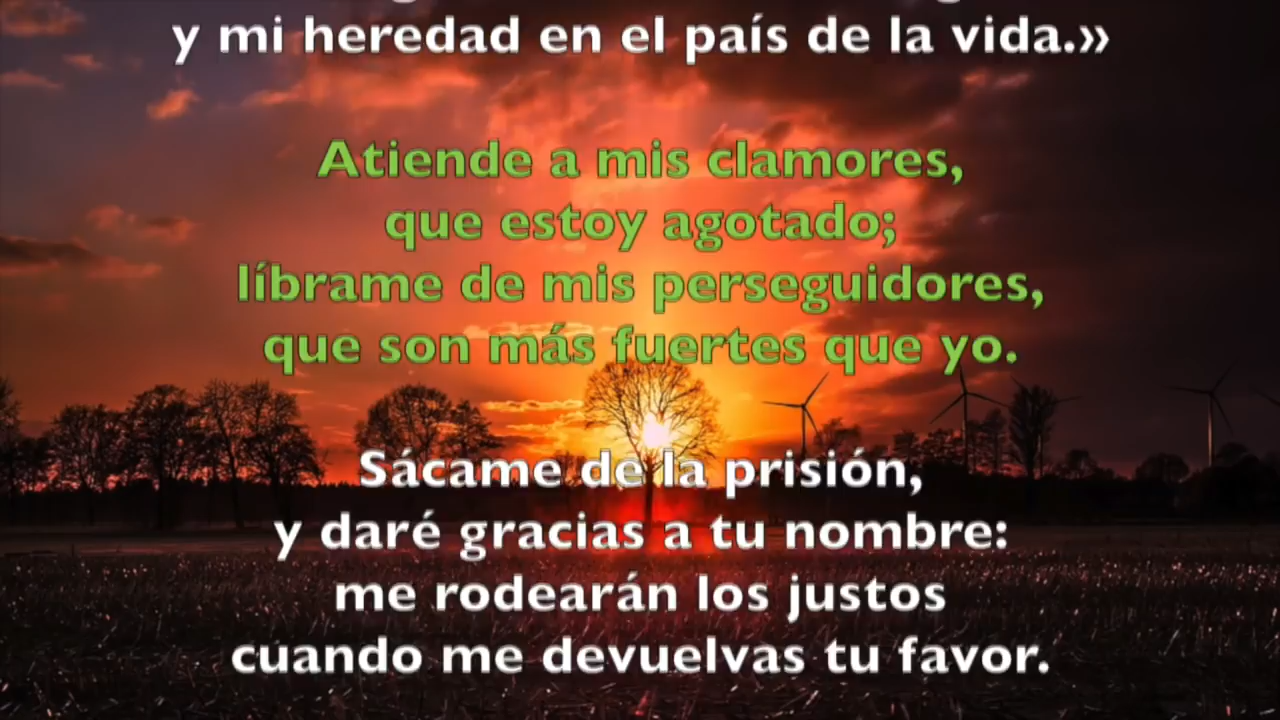 y mi heredad en el país de la vida.»
Atiende a mis clamores,
que estoy agotado;
líbrame de mis perseguidores,
que son más fuertes que yo.
Sácame de la prisión,
y daré gracias a tu nombre:
me rodearán los justos
cuando me devuelvas tu favor.